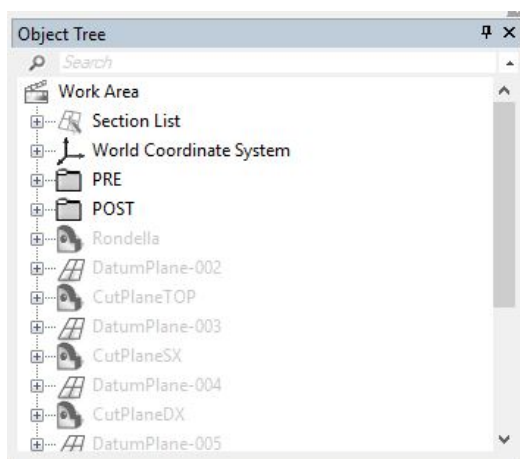 Object Tree
Search
Work Area
Section List
World Coordinate System
PRE
POST
Rondella
DatumPlane-002
CutPlaneTOP
DatumPlane-003
CutPlaneSX
DatumPlane-004
CutPlaneDX
DatumPlane-005